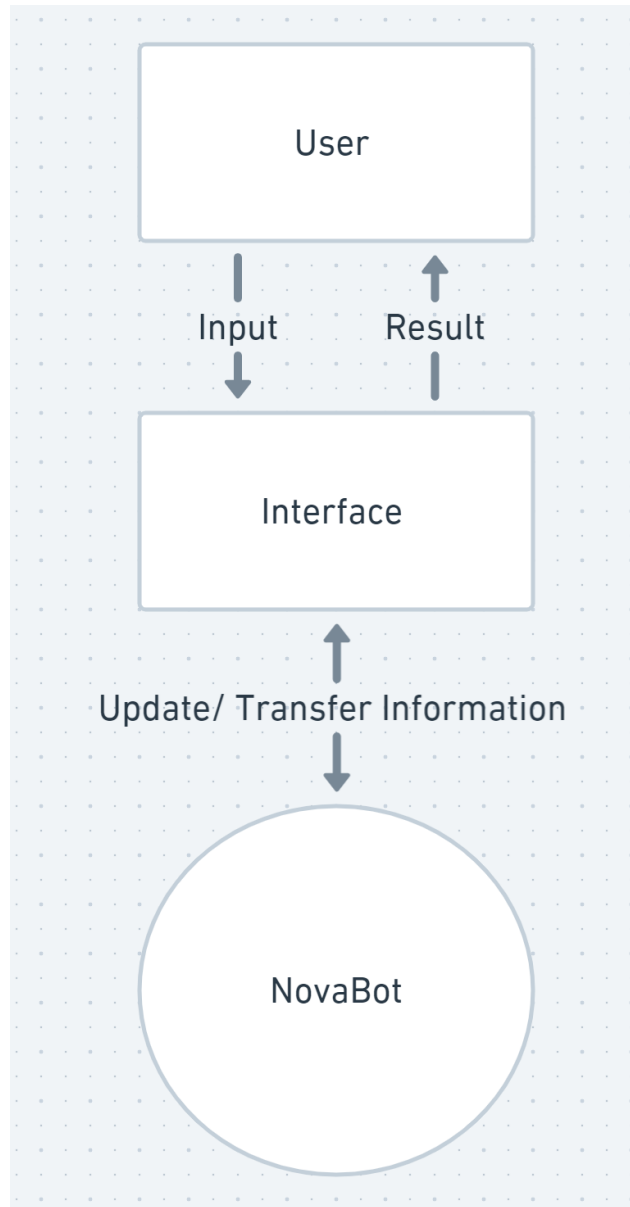 User
Input
Result
Interface
Update/ Transfer Information
NovaBot